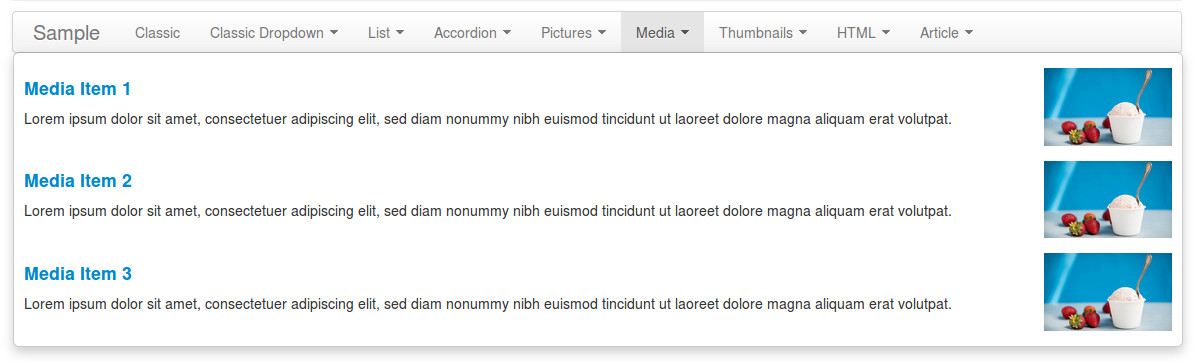 Sample Classic Classic Dropdown List Accordion Pictures Media Thumbnails HTML Article
Media Item 1
Lorem ipsum dolor sit amet, consectetuer adipiscing elit, sed diam nonummy nibh euismod tincidunt ut laoreet dolore magna aliquam erat volutpat.
Media Item 2
Lorem ipsum dolor sit amet, consectetuer adipiscing elit, sed diam nonummy nibh euismod tincidunt ut laoreet dolore magna aliquam erat volutpat.
Media Item 3
Lorem ipsum dolor sit amet, consectetuer adipiscing elit, sed diam nonummy nibh euismod tincidunt ut laoreet dolore magna aliquam erat volutpat.